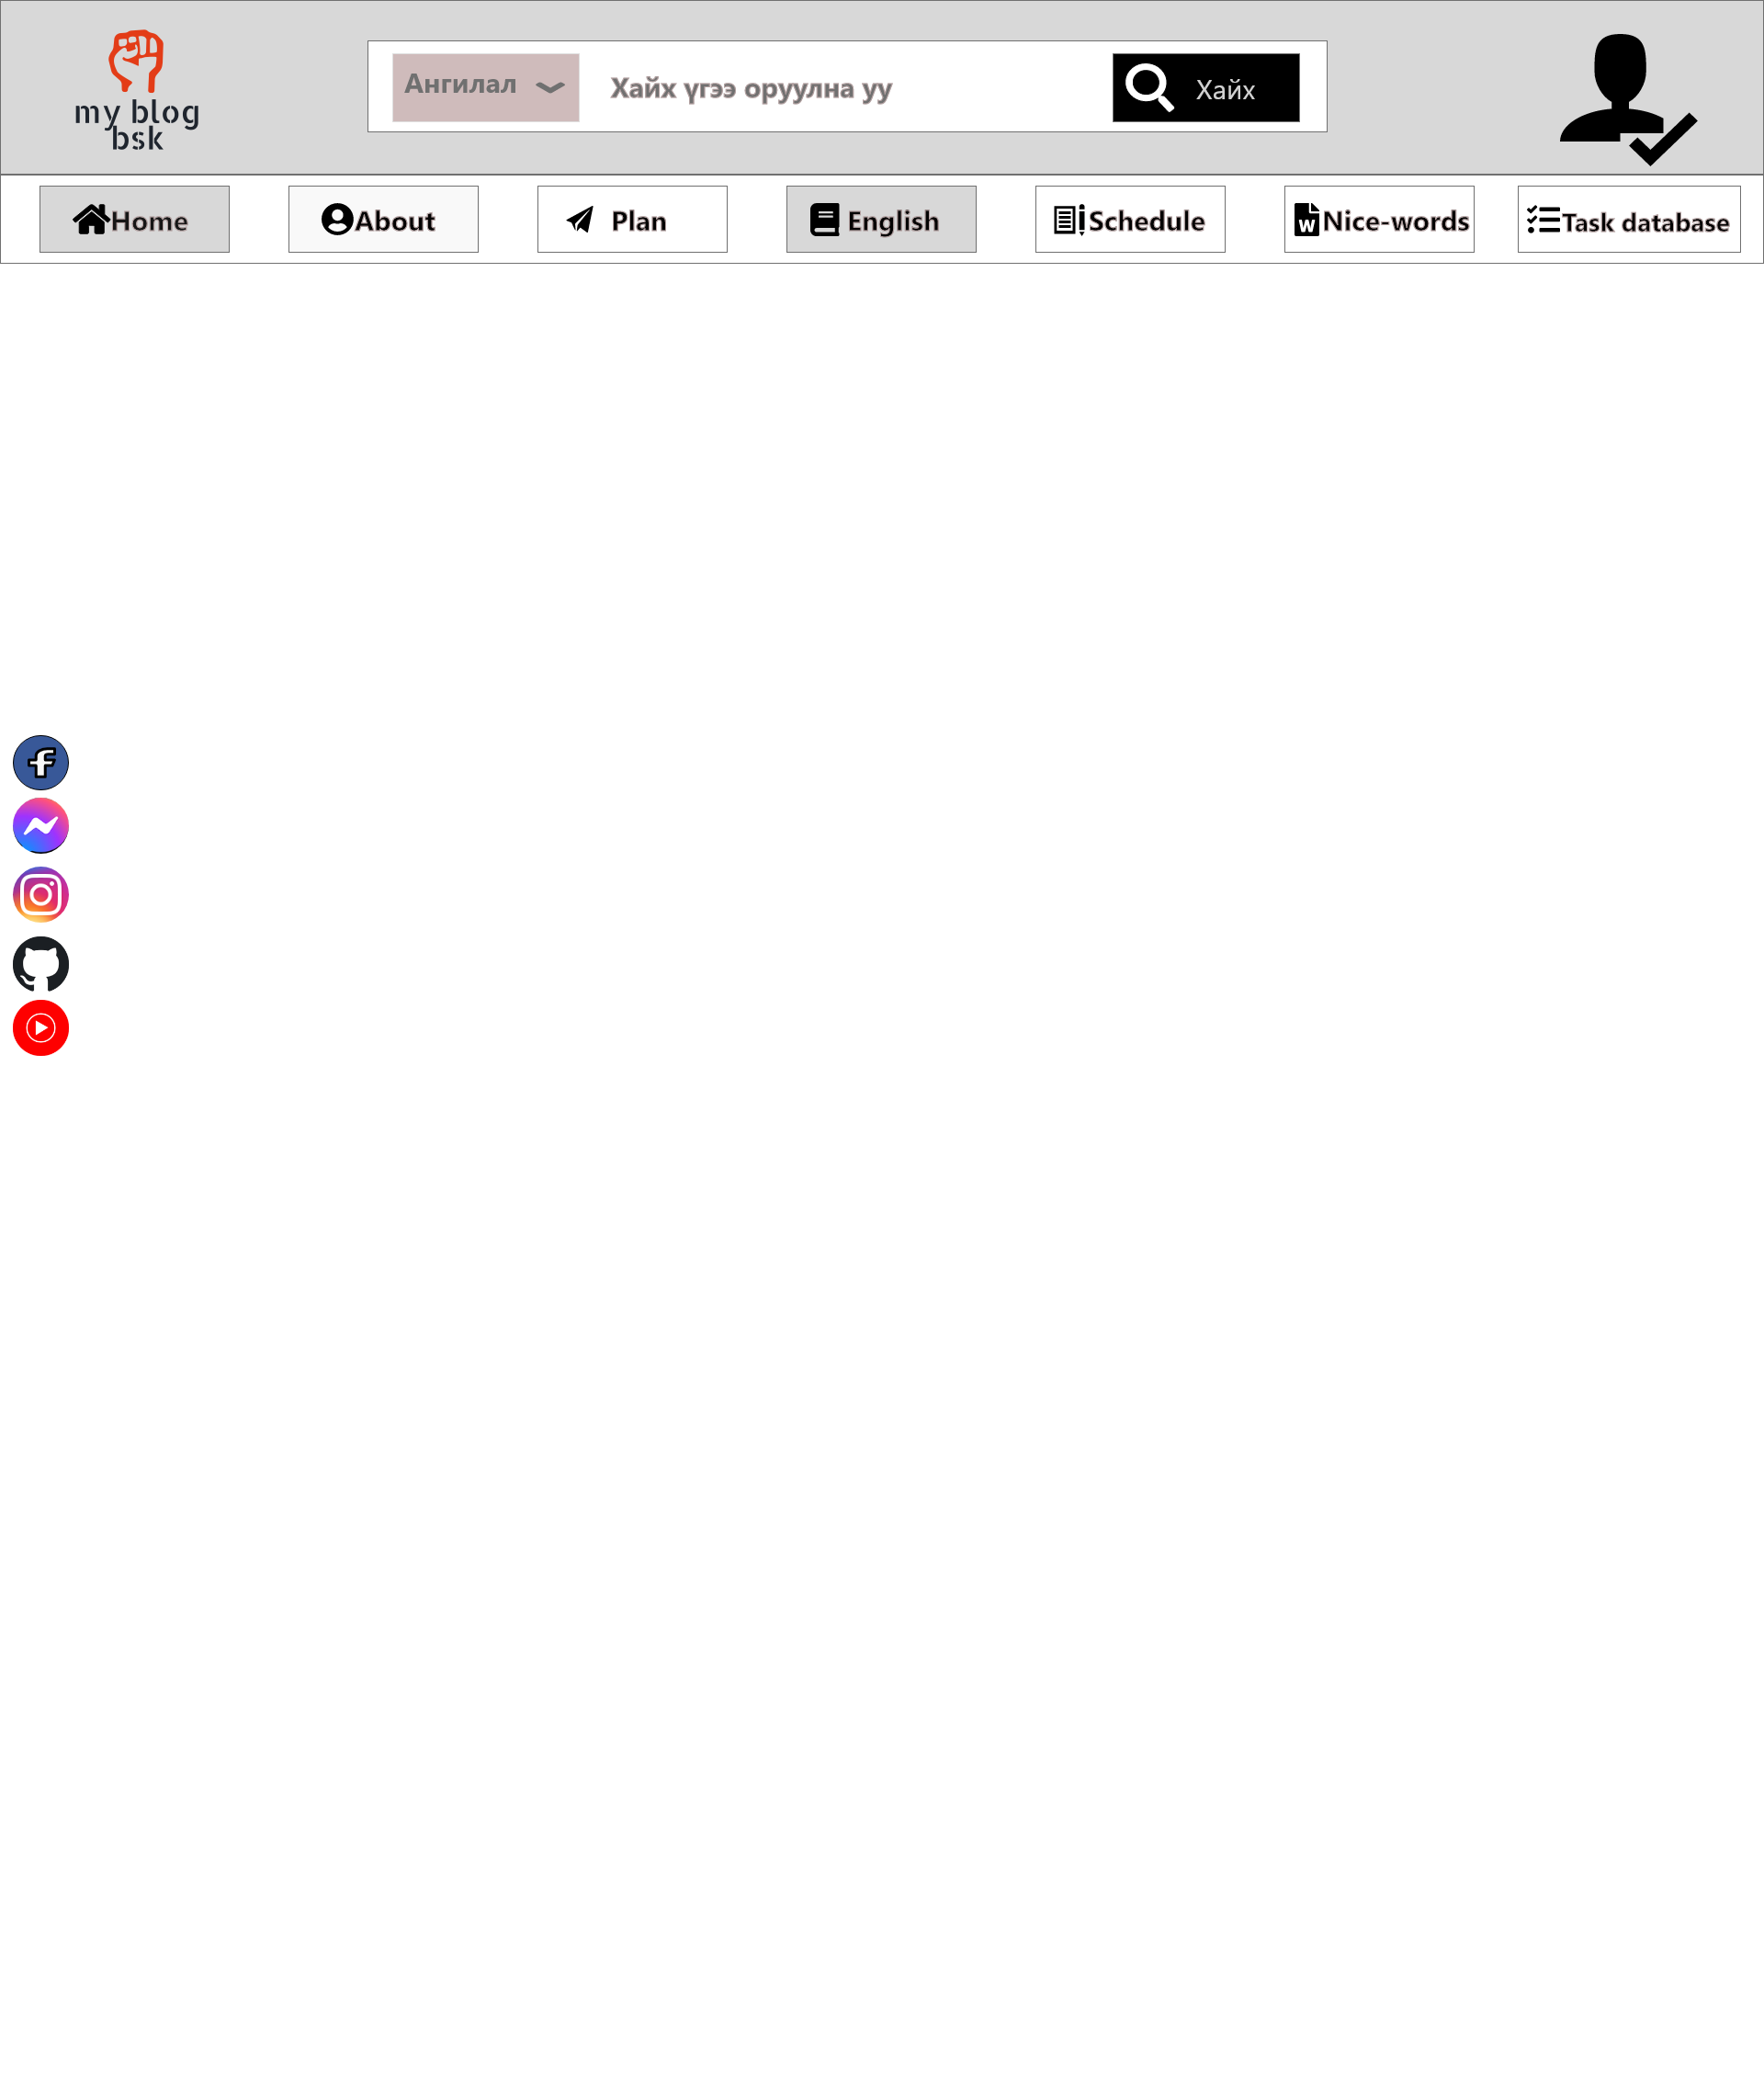 my blog
bsk
Ангилал
Хайх үгээ оруулна уу
Хайх
Home
About
Plan
English
Schedule
Nice-words
Task database